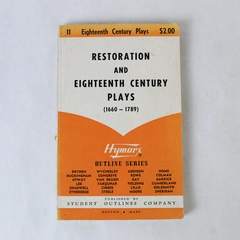 11 Eighteenth Century Plays $2.00
RESTORATION
AND
EIGHTEENTH CENTURY
PLAYS
(1660 – 1789)
Hymarx
OUTLINE SERIES
DRYDEN WYCHERLEY ADDISON HOME
BUCKINGHAM CONGREVE ROWE COLMAN
OTWAY VAN BRUGH GAY GARRICK
LEE FARQUHAR FIELDING CUMBERLAND
SHADWELL CIBBER LILLO GOLDSMITH
ETHEREDGE STEELE MOORE SHERIDAN
PUBLISHED BY
STUDENT OUTLINES COMPANY
BOSTON MASS